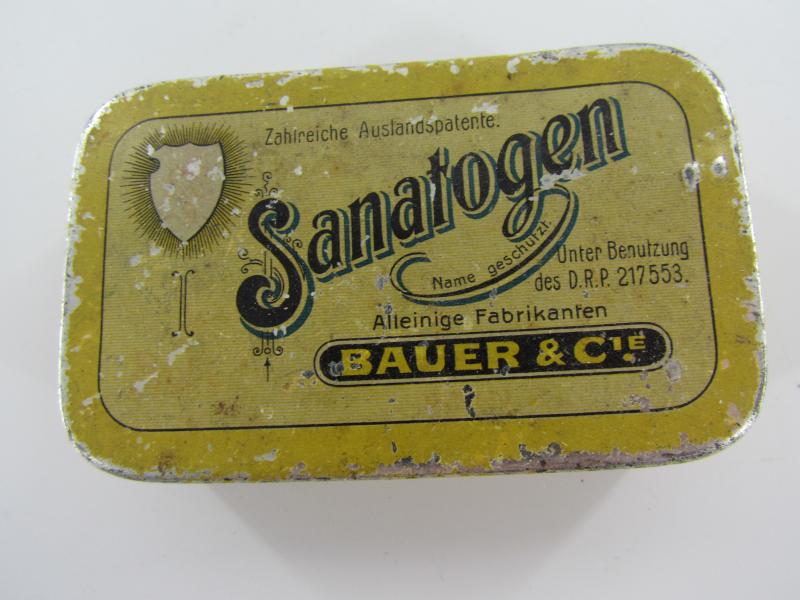 Zahlreiche Auslandspatente.
Sanatogen
Name geschützt.
Unter Benutzung
des D.R.P. 217553.
Alleinige Fabrikanten
BAUER & CIE.